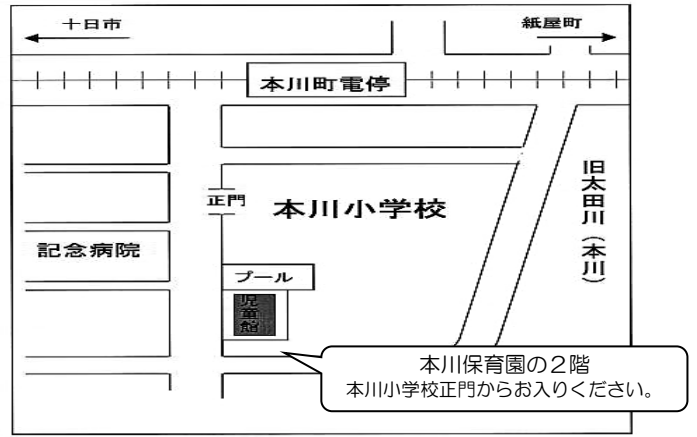 十日市
紙屋町
本川町電停
正門
本川小学校
旧太田川（本川）
記念病院
プール
児童館
本川保育園の２階
本川小学校正門からお入りください。